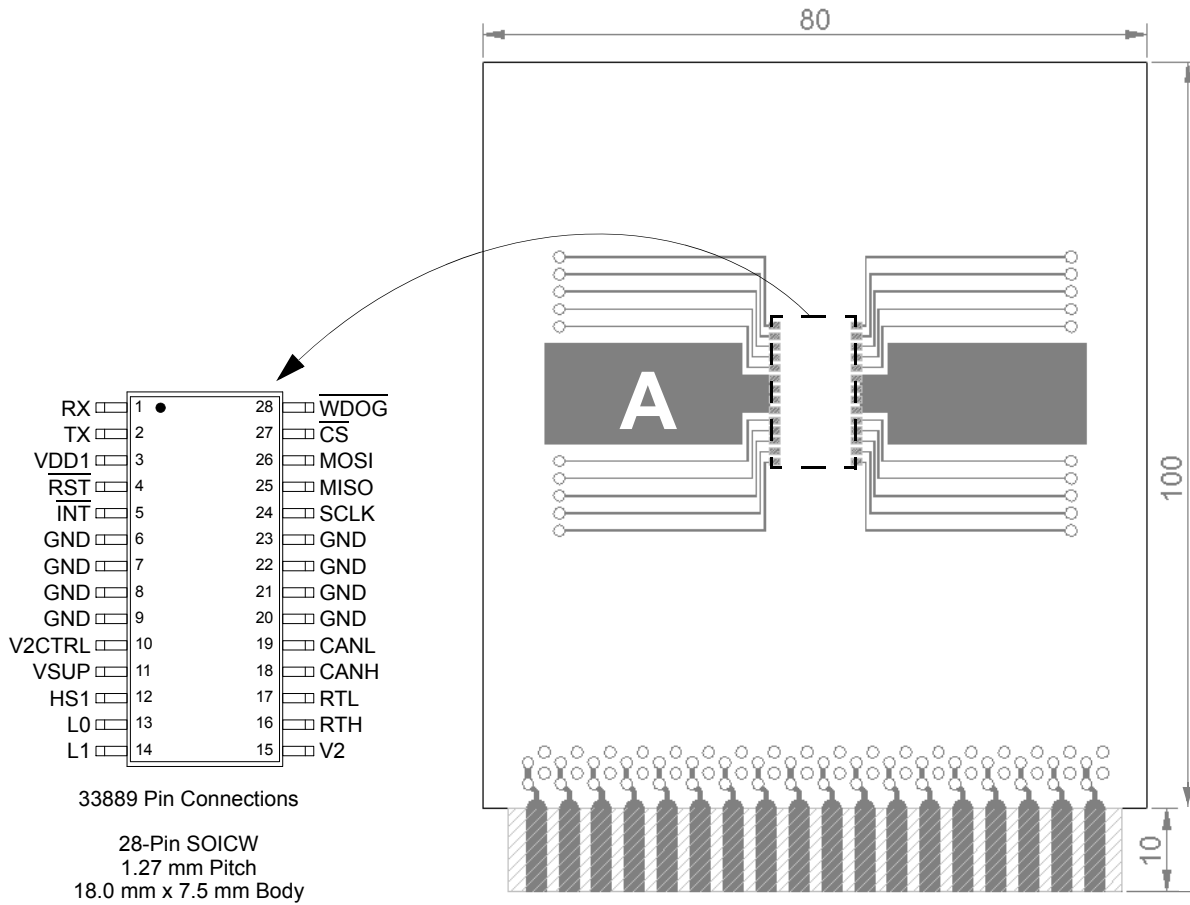 80
100
10
A
RX 1 28 WDOG
TX 2 27 CS
VDD1 3 26 MOSI
RST 4 25 MISO
INT 5 24 SCLK
GND 6 23 GND
GND 7 22 GND
GND 8 21 GND
GND 9 20 GND
V2CTRL 10 19 CANL
VSUP 11 18 CANH
HS1 12 17 RTL
L0 13 16 RTH
L1 14 15 V2
33889 Pin Connections
28-Pin SOICW
1.27 mm Pitch
18.0 mm x 7.5 mm Body